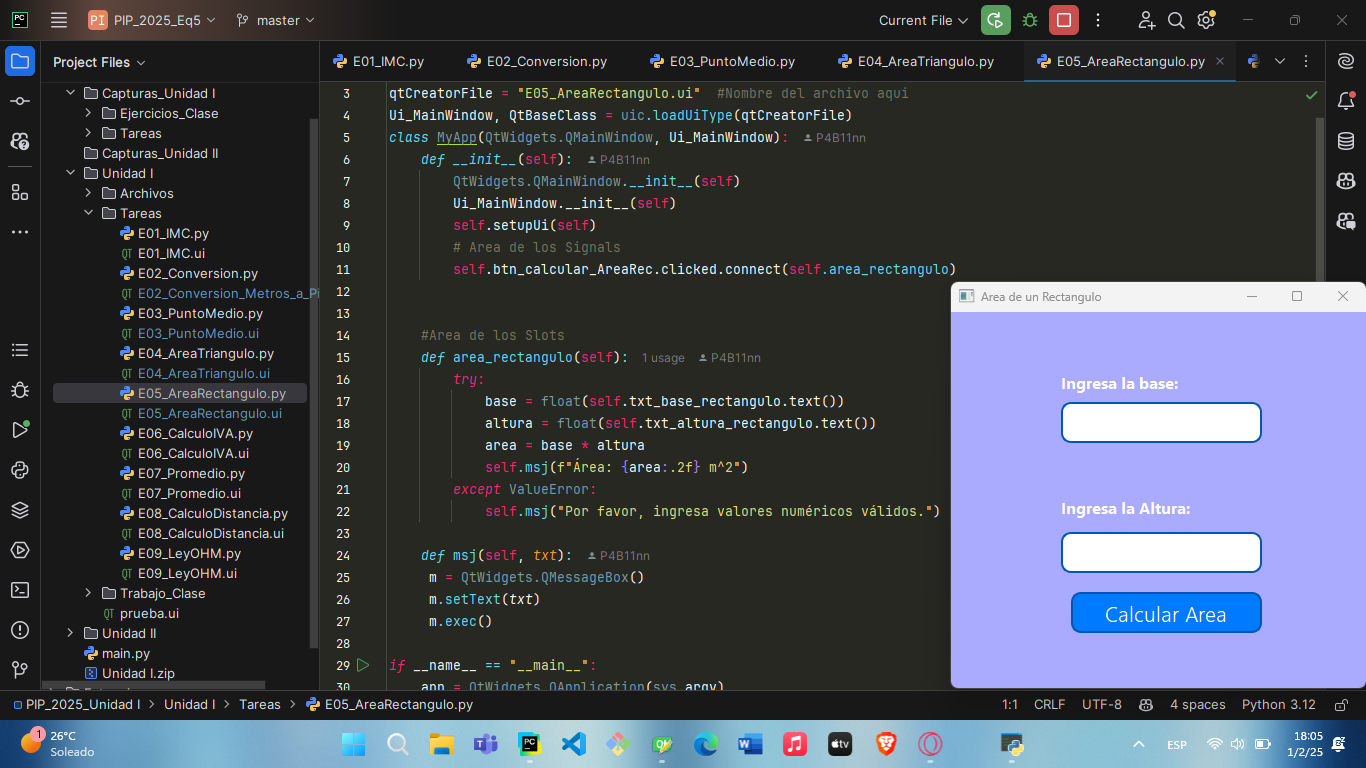 PI PIP_2025_Eq5 master Current File
Project Files
E01_IMC.py E02_Conversion.py E03_PuntoMedio.py E04_AreaTriangulo.py E05_AreaRectangulo.py
Capturas_Unidad I
Ejercicios_Clase
Tareas
Capturas_Unidad II
Unidad I
Archivos
Tareas
E01_IMC.py
E01_IMC.ui
E02_Conversion.py
E02_Conversion_Metros_a_Pi
E03_PuntoMedio.py
E03_PuntoMedio.ui
E04_AreaTriangulo.py
E04_AreaTriangulo.ui
E05_AreaRectangulo.py
E05_AreaRectangulo.ui
E06_CalculoIVA.py
E06_CalculoIVA.ui
E07_Promedio.py
E07_Promedio.ui
E08_CalculoDistancia.py
E08_CalculoDistancia.ui
E09_LeyOHM.py
E09_LeyOHM.ui
Trabajo_Clase
prueba.ui
Unidad II
main.py
Unidad I.zip
3 qtCreatorFile = "E05_AreaRectangulo.ui" #Nombre del archivo aqui
4 Ui_MainWindow, QtBaseClass = uic.loadUiType(qtCreatorFile)
5 class MyApp(QtWidgets.QMainWindow, Ui_MainWindow): P4B11nn
6 def __init__(self): P4B11nn
7 QtWidgets.QMainWindow.__init__(self)
8 Ui_MainWindow.__init__(self)
9 self.setupUi(self)
10 # Area de los Signals
11 self.btn_calcular_AreaRec.clicked.connect(self.area_rectangulo)
12
13
14 #Area de los Slots
15 def area_rectangulo(self): 1 usage P4B11nn
16 try:
17 base = float(self.txt_base_rectangulo.text())
18 altura = float(self.txt_altura_rectangulo.text())
19 area = base * altura
20 self.msj(f"Área: {area:.2f} m^2")
21 except ValueError:
22 self.msj("Por favor, ingresa valores numéricos válidos.")
23
24 def msj(self, txt): P4B11nn
25 m = QtWidgets.QMessageBox()
26 m.setText(txt)
27 m.exec()
28
29 if __name__ == "__main__":
30 app = QtWidgets.QApplication(sys.argv)
Area de un Rectangulo
Ingresa la base:
Ingresa la Altura:
Calcular Area
PIP_2025_Unidad I Unidad I Tareas E05_AreaRectangulo.py 1:1 CRLF UTF-8 4 spaces Python 3.12
1 26°C
Soleado
ESP
18:05
1/2/25